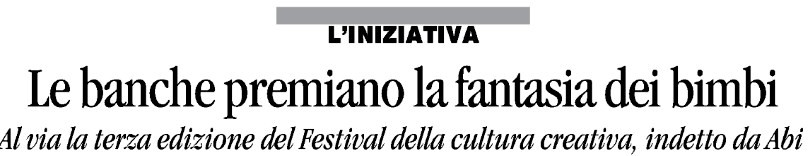 L'INIZIATIVA
Le banche premiano la fantasia dei bimbi
Al via la terza edizione del Festival della cultura creativa, indetto da Abi